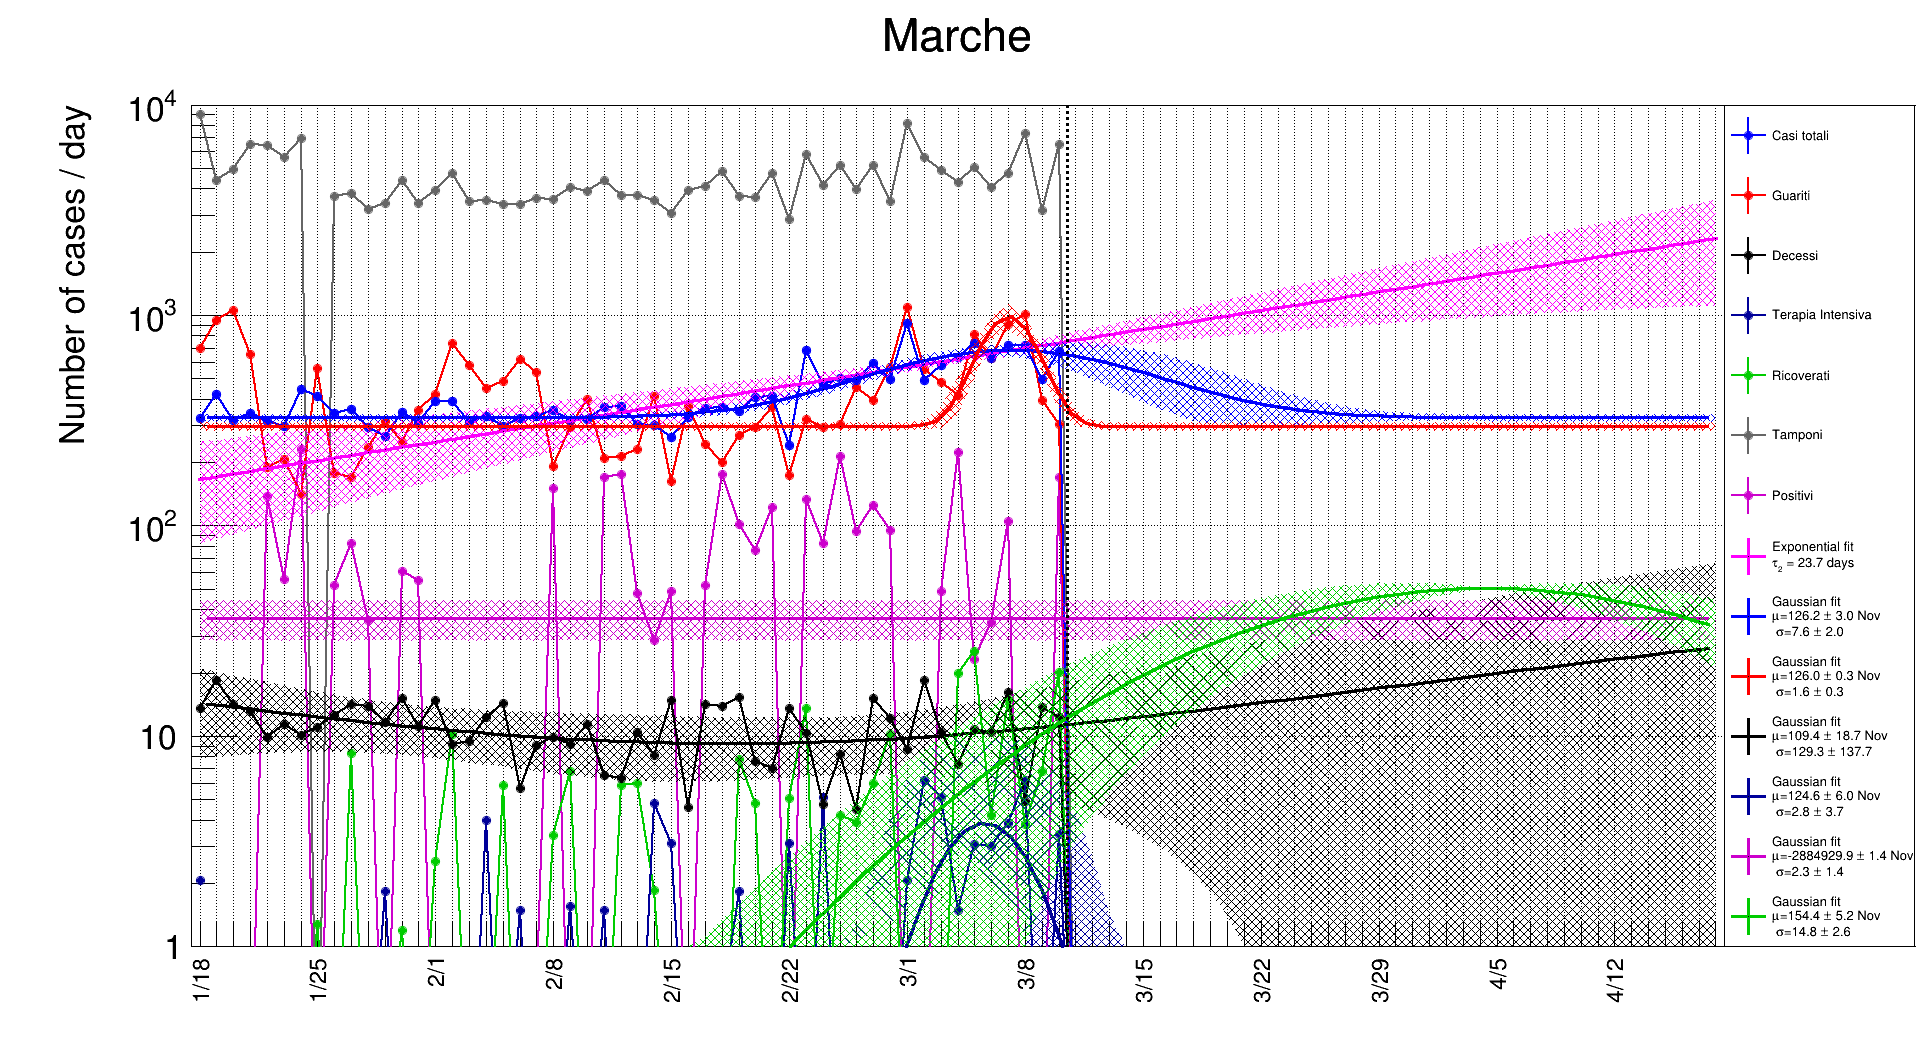 Marche
Number of cases / day
10^4
10^3
10^2
10
1
1/18
1/25
2/1
2/8
2/15
2/22
3/1
3/8
3/15
3/22
3/29
4/5
4/12
Casi totali
Guariti
Decessi
Terapia Intensiva
Ricoverati
Tamponi
Positivi
Exponential fit
τ2 = 23.7 days
Gaussian fit
μ=126.2 ± 3.0 Nov
σ=7.6 ± 2.0
Gaussian fit
μ=126.0 ± 0.3 Nov
σ=1.6 ± 0.3
Gaussian fit
μ=109.4 ± 18.7 Nov
σ=129.3 ± 137.7
Gaussian fit
μ=124.6 ± 6.0 Nov
σ=2.8 ± 3.7
Gaussian fit
μ=-2884929.9 ± 1.4 Nov
σ=2.3 ± 1.4
Gaussian fit
μ=154.4 ± 5.2 Nov
σ=14.8 ± 2.6